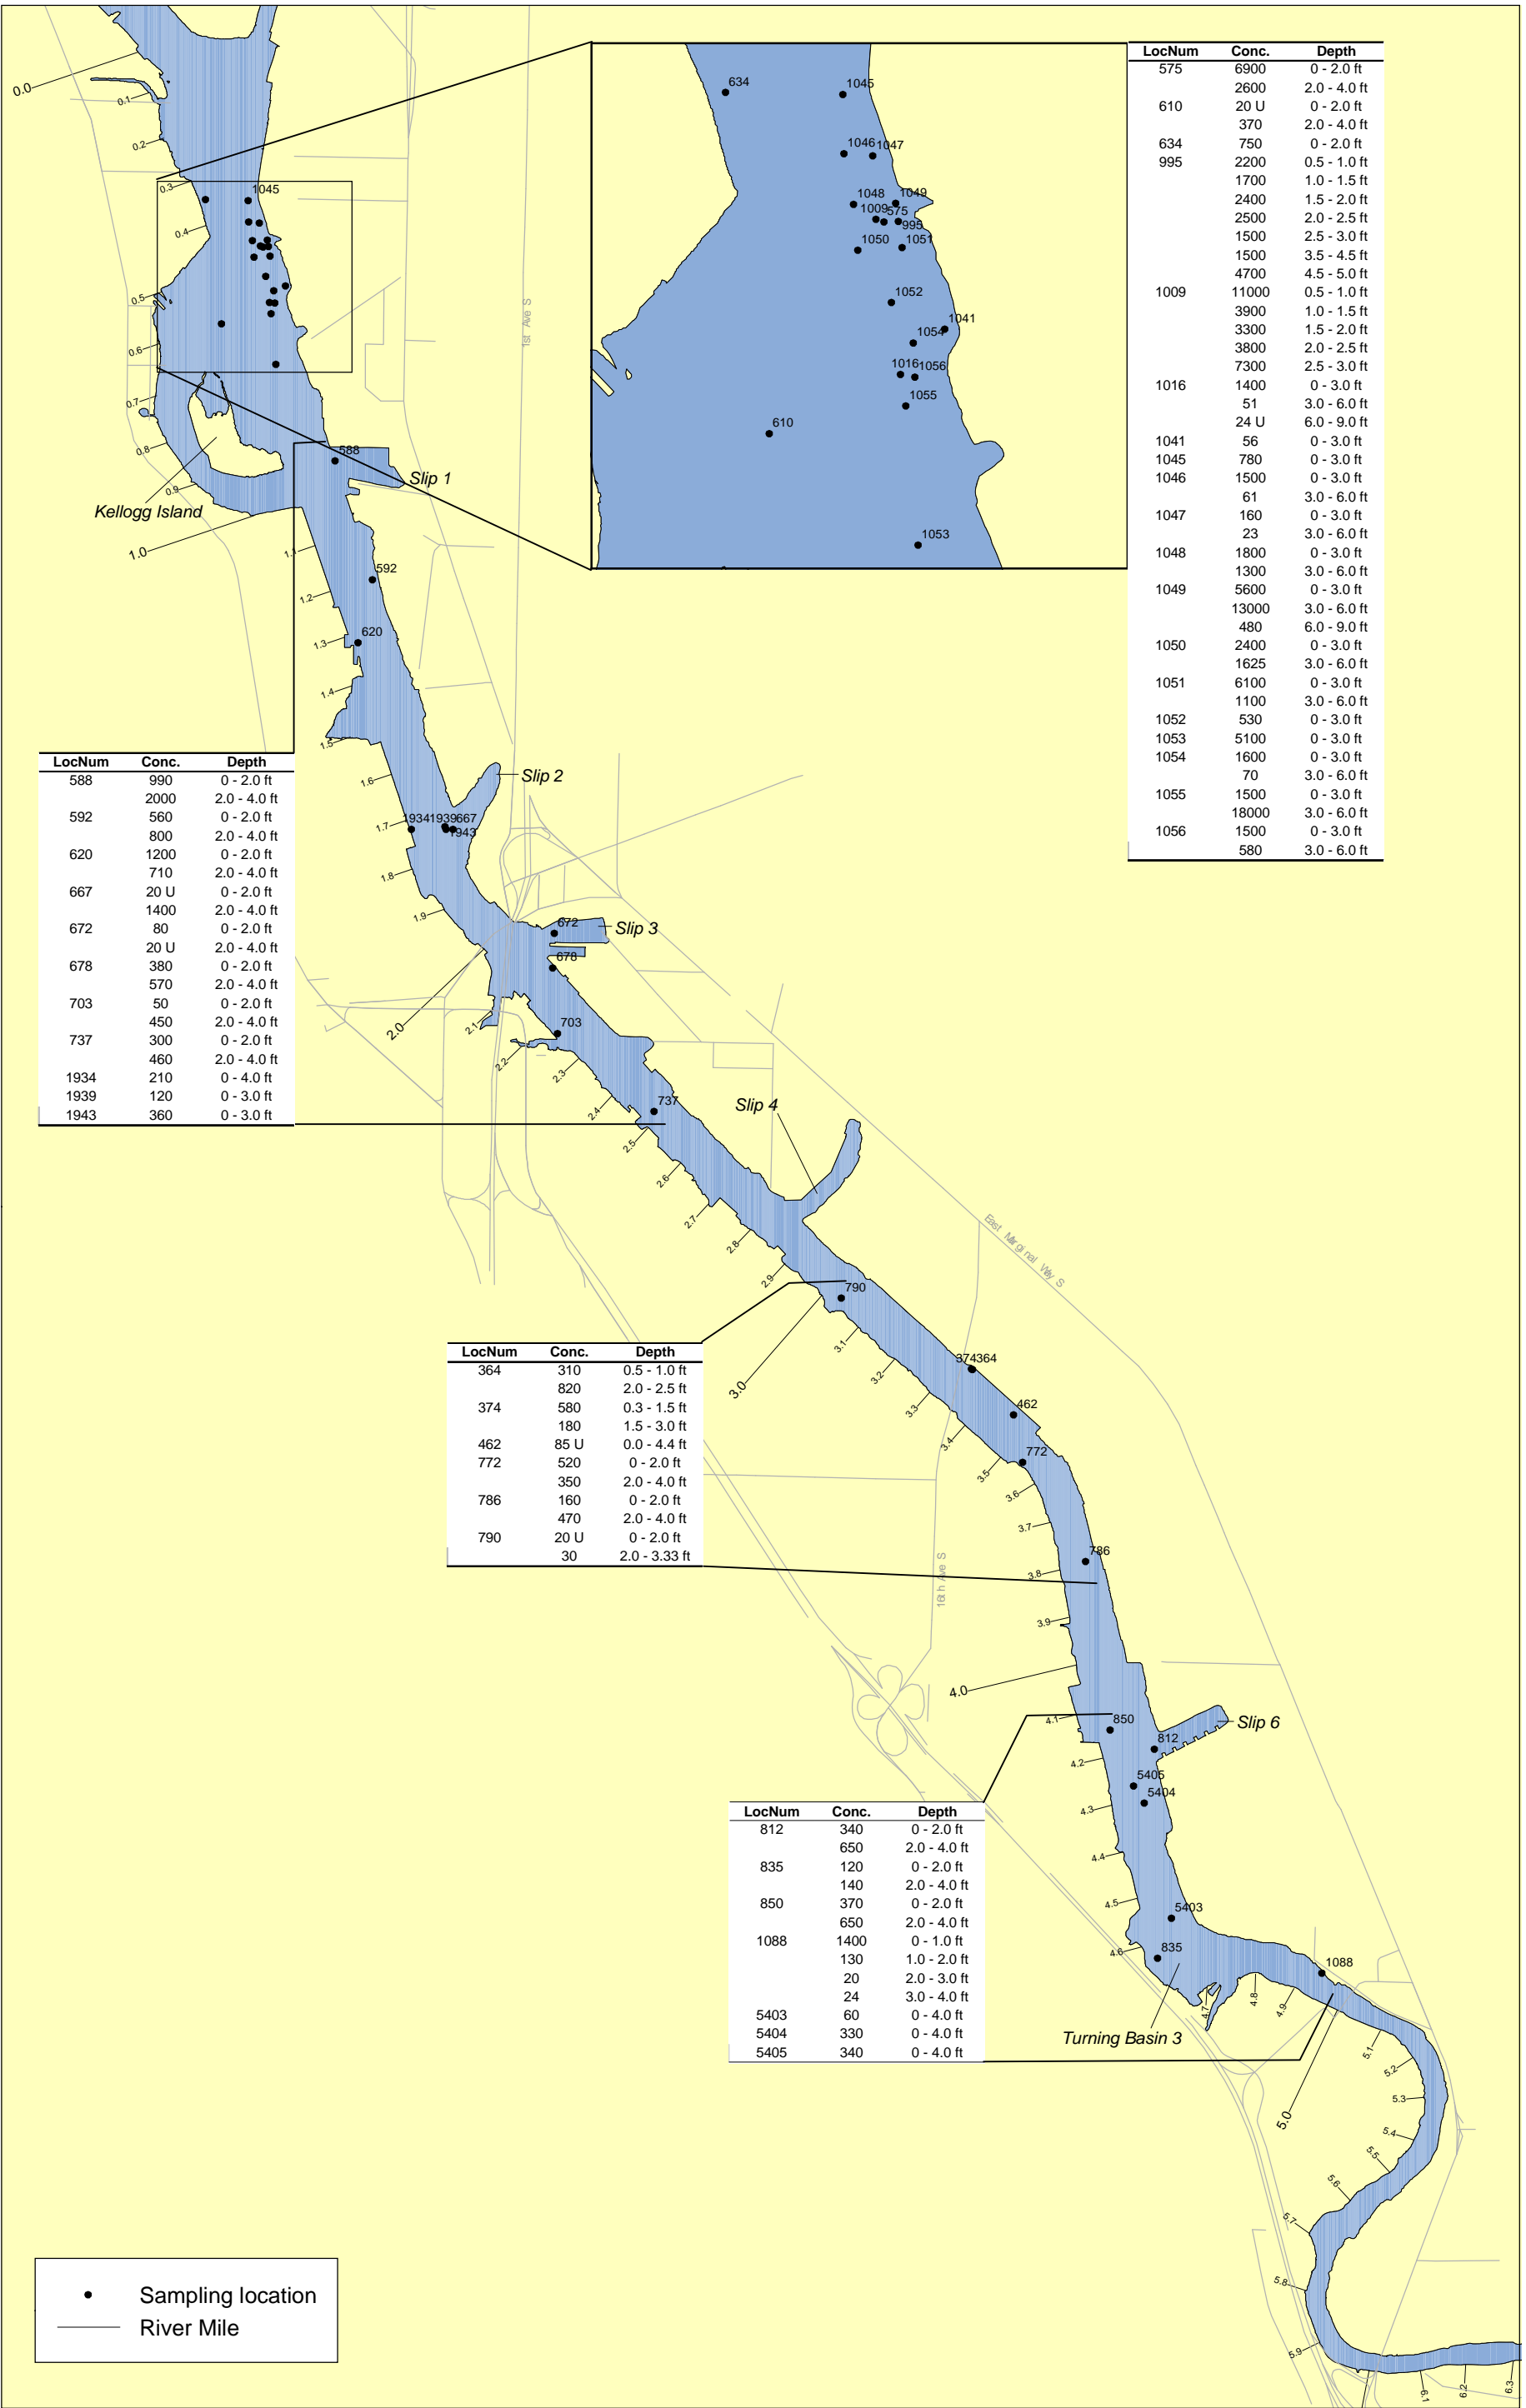 0.0
0.1
0.2
0.3
0.4
0.5
0.6
0.7
0.8
0.9
1045
Kellogg Island
1.0
1st Ave S
588
Slip 1
634
1045
1046
1047
1048
1049
1009
575
995
1050
1051
1052
1041
1054
1016
1056
1055
610
1053
LocNum Conc. Depth
575 6900 0 - 2.0 ft
2600 2.0 - 4.0 ft
610 20 U 0 - 2.0 ft
370 2.0 - 4.0 ft
634 750 0 - 2.0 ft
995 2200 0.5 - 1.0 ft
1700 1.0 - 1.5 ft
2400 1.5 - 2.0 ft
2500 2.0 - 2.5 ft
1500 2.5 - 3.0 ft
1500 3.5 - 4.5 ft
4700 4.5 - 5.0 ft
1009 11000 0.5 - 1.0 ft
3900 1.0 - 1.5 ft
3300 1.5 - 2.0 ft
3800 2.0 - 2.5 ft
7300 2.5 - 3.0 ft
1016 1400 0 - 3.0 ft
51 3.0 - 6.0 ft
24 U 6.0 - 9.0 ft
1041 56 0 - 3.0 ft
1045 780 0 - 3.0 ft
1046 1500 0 - 3.0 ft
61 3.0 - 6.0 ft
1047 160 0 - 3.0 ft
23 3.0 - 6.0 ft
1048 1800 0 - 3.0 ft
1300 3.0 - 6.0 ft
1049 5600 0 - 3.0 ft
13000 3.0 - 6.0 ft
480 6.0 - 9.0 ft
1050 2400 0 - 3.0 ft
1625 3.0 - 6.0 ft
1051 6100 0 - 3.0 ft
1100 3.0 - 6.0 ft
1052 530 0 - 3.0 ft
1053 5100 0 - 3.0 ft
1054 1600 0 - 3.0 ft
70 3.0 - 6.0 ft
1055 1500 0 - 3.0 ft
18000 3.0 - 6.0 ft
1056 1500 0 - 3.0 ft
580 3.0 - 6.0 ft
1.1
592
1.2
620
1.3
1.4
1.5
1.6
Slip 2
1.7
1934
1939
667
1943
1.8
1.9
672
Slip 3
678
2.0
2.1
703
2.2
2.3
2.4
737
2.5
LocNum Conc. Depth
588 990 0 - 2.0 ft
2000 2.0 - 4.0 ft
592 560 0 - 2.0 ft
800 2.0 - 4.0 ft
620 1200 0 - 2.0 ft
710 2.0 - 4.0 ft
667 20 U 0 - 2.0 ft
1400 2.0 - 4.0 ft
672 80 0 - 2.0 ft
20 U 2.0 - 4.0 ft
678 380 0 - 2.0 ft
570 2.0 - 4.0 ft
703 50 0 - 2.0 ft
450 2.0 - 4.0 ft
737 300 0 - 2.0 ft
460 2.0 - 4.0 ft
1934 210 0 - 4.0 ft
1939 120 0 - 3.0 ft
1943 360 0 - 3.0 ft
Slip 4
2.6
2.7
2.8
2.9
East Marginal Way S
790
3.0
3.1
3.2
374
364
3.3
462
3.4
772
3.5
3.6
3.7
786
3.8
3.9
16th Ave S
LocNum Conc. Depth
364 310 0.5 - 1.0 ft
820 2.0 - 2.5 ft
374 580 0.3 - 1.5 ft
180 1.5 - 3.0 ft
462 85 U 0.0 - 4.4 ft
772 520 0 - 2.0 ft
350 2.0 - 4.0 ft
786 160 0 - 2.0 ft
470 2.0 - 4.0 ft
790 20 U 0 - 2.0 ft
30 2.0 - 3.33 ft
4.0
4.1
850
Slip 6
812
4.2
5405
5404
4.3
4.4
4.5
5403
4.6
835
1088
4.7
4.8
4.9
Turning Basin 3
LocNum Conc. Depth
812 340 0 - 2.0 ft
650 2.0 - 4.0 ft
835 120 0 - 2.0 ft
140 2.0 - 4.0 ft
850 370 0 - 2.0 ft
650 2.0 - 4.0 ft
1088 1400 0 - 1.0 ft
130 1.0 - 2.0 ft
20 2.0 - 3.0 ft
24 3.0 - 4.0 ft
5403 60 0 - 4.0 ft
5404 330 0 - 4.0 ft
5405 340 0 - 4.0 ft
5.0
5.1
5.2
5.3
5.4
5.5
5.6
5.7
5.8
5.9
6.1
6.2
6.3
Sampling location
River Mile